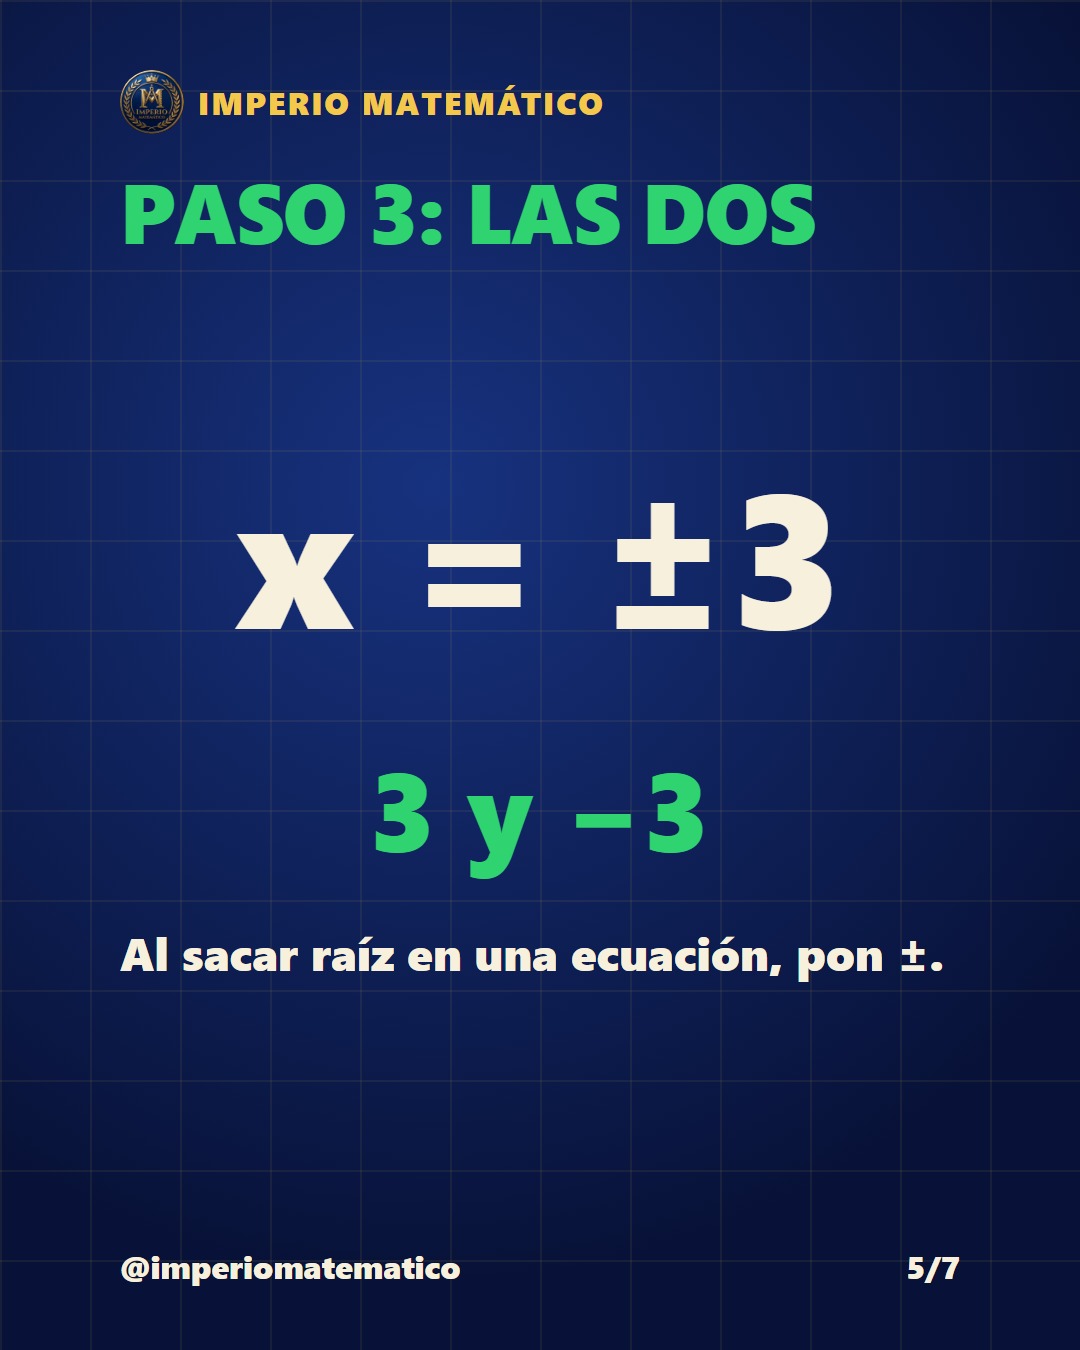 IMPERIO MATEMÁTICO
PASO 3: LAS DOS
x = ±3
3 y −3
Al sacar raíz en una ecuación, pon ±.
@imperiomatematico
5/7